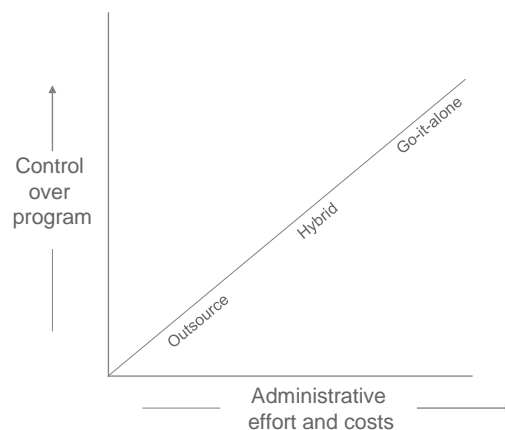 Control
over
program
Outsource
Hybrid
Go-it-alone
Administrative
effort and costs